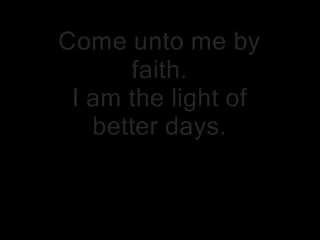 Come unto me by
faith.
I am the light of
better days.